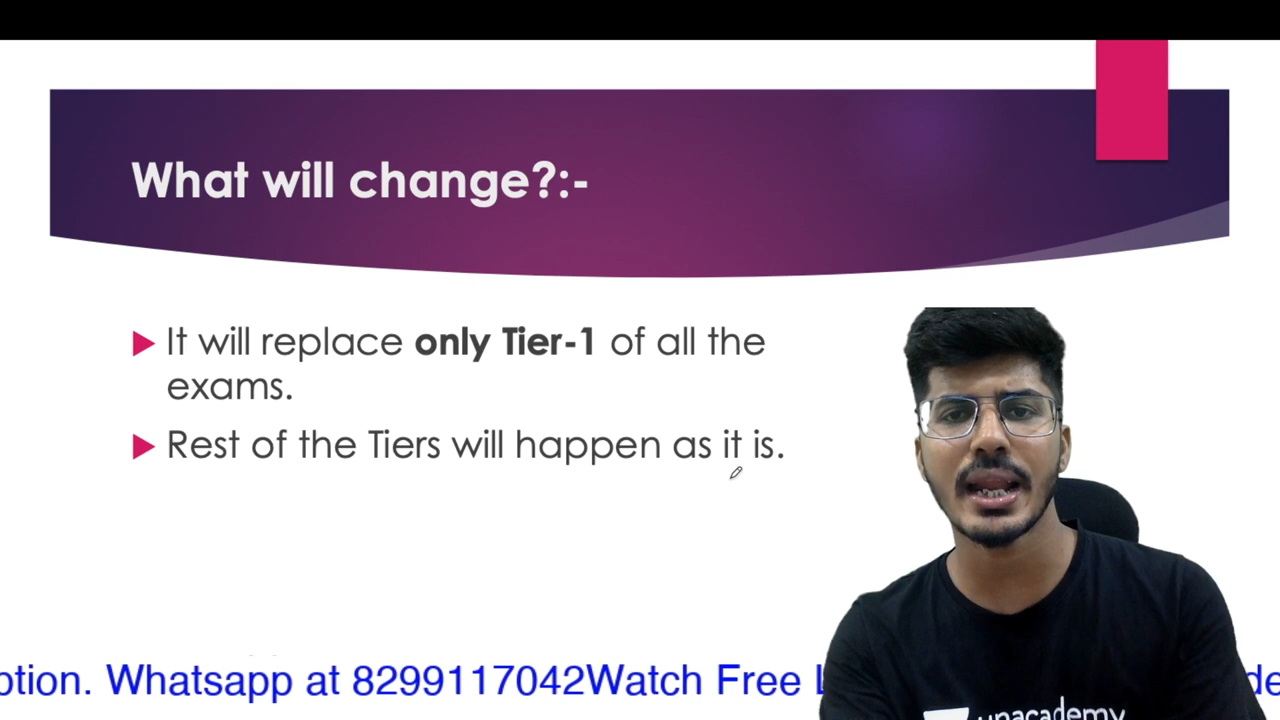 What will change?:-
It will replace only Tier-1 of all the
exams.
Rest of the Tiers will happen as it is.
Whatsapp at 8299117042Watch Free
unacademy